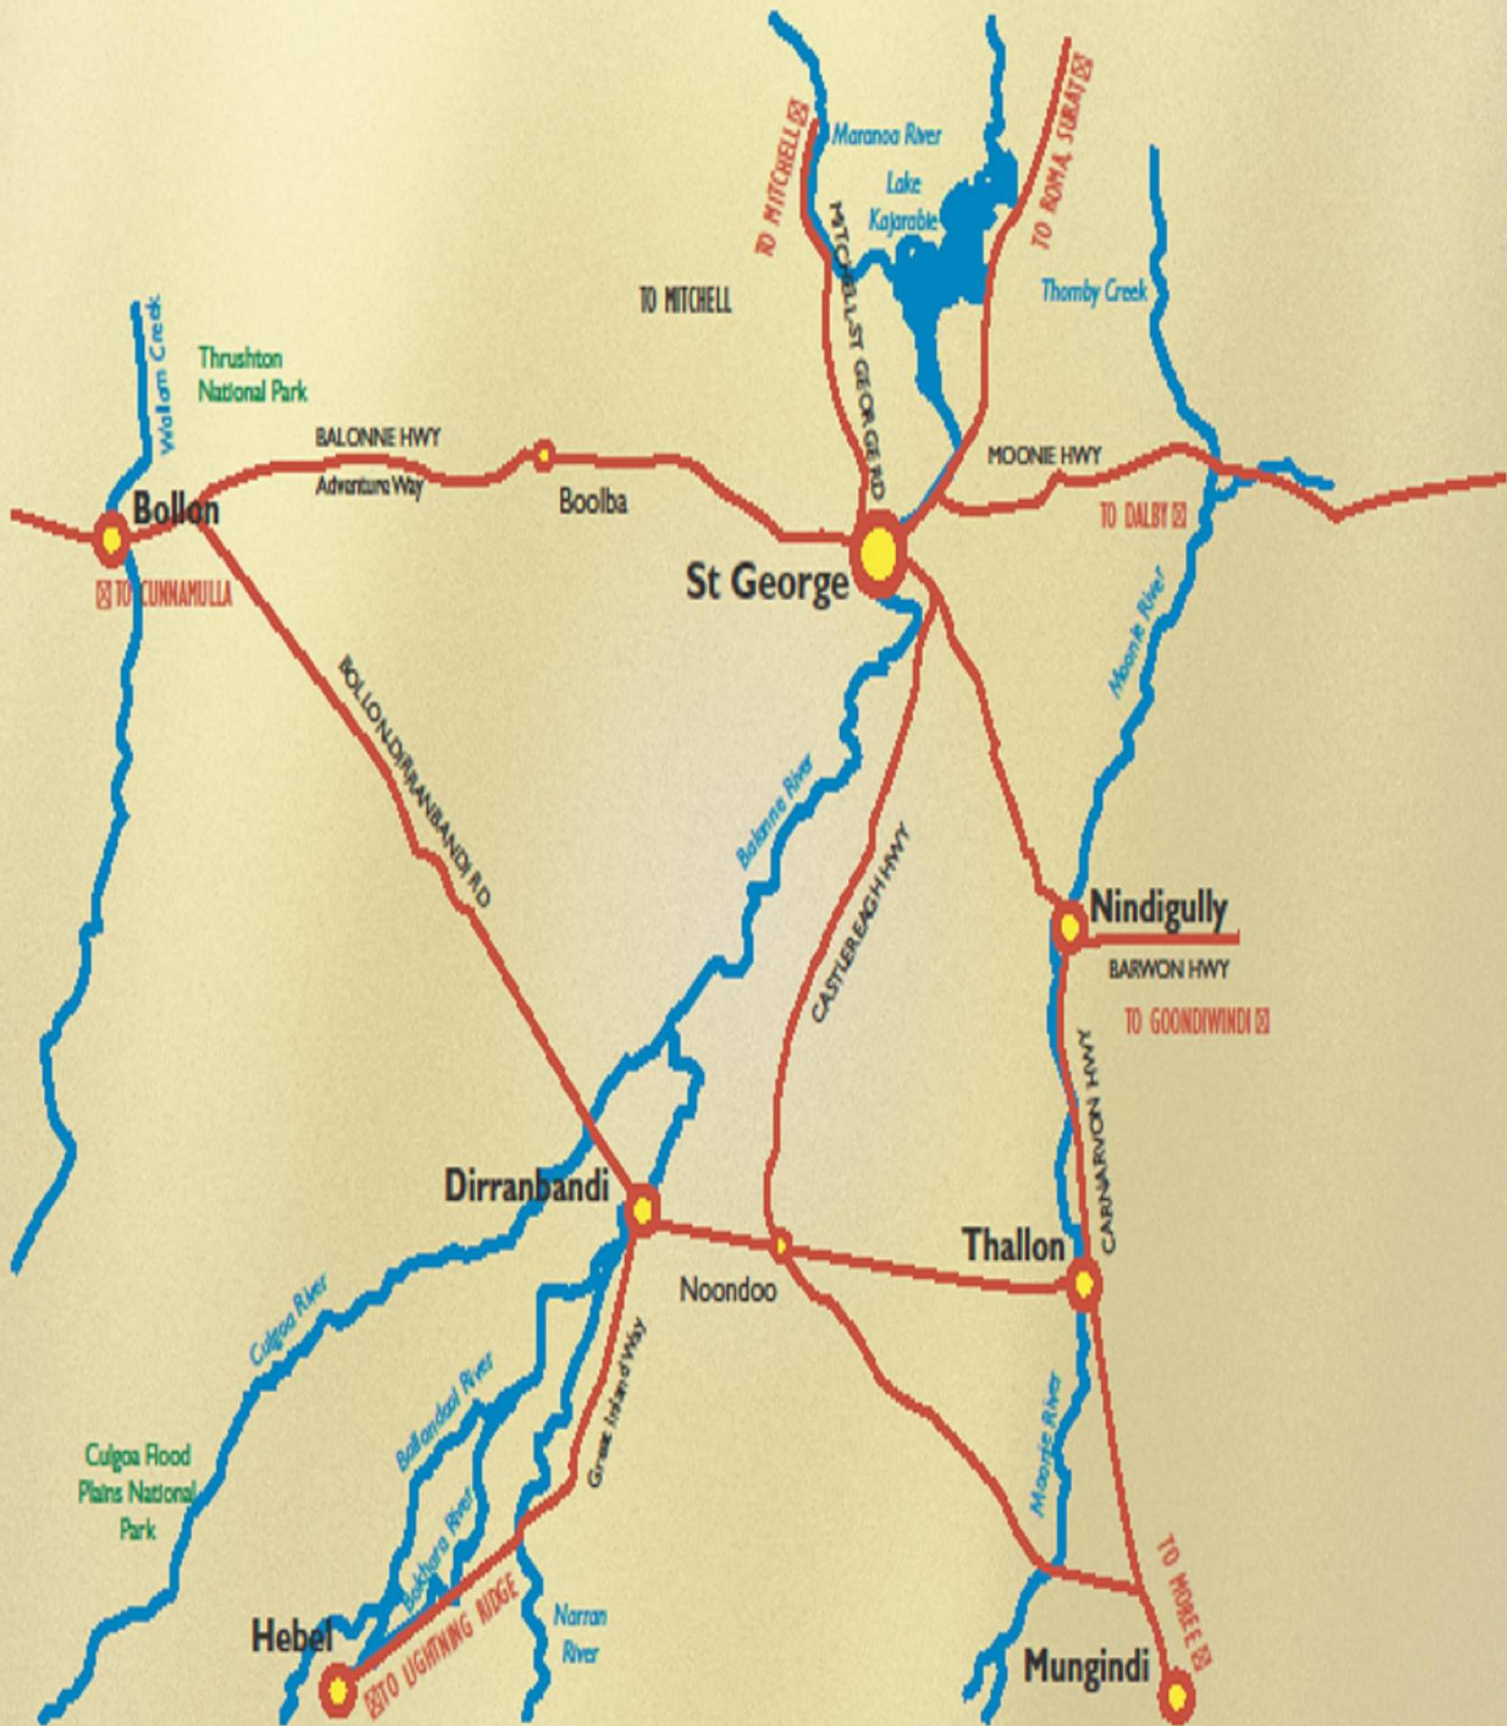 Maranoa River
Lake
Kajarabie
TO MITCHELL
TO ROMA, SURAT
MITCHELL ST GEORGE RD
TO MITCHELL
Thomby Creek
Wallam Creek
Thrushton
National Park
BALONNE HWY
Adventure Way
Boolba
MOONIE HWY
TO DALBY
Bollon
TO CUNNAMULLA
St George
Moonie River
BOLLON-DIRRANBANDI RD
Balonne River
CASTLEREAGH HWY
Nindigully
BARWON HWY
TO GOONDIWINDI
CARNARVON HWY
Dirranbandi
Thallon
Noondoo
Culgoa River
Great Inland Way
Ballandool River
Moonie River
Culgoa Flood
Plains National
Park
Bokhara River
TO MOREE
TO LIGHTNING RIDGE
Narran
River
Hebel
Mungindi